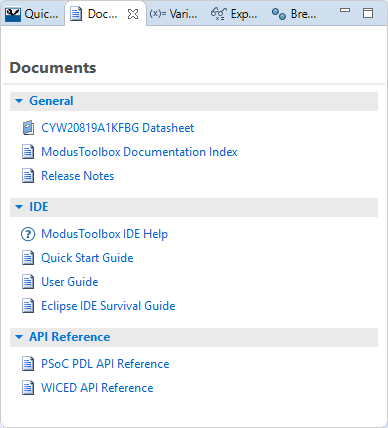 Quic... Doc... (x)= Vari... Exp... Bre...
Documents
General
CYW20819A1KFBG Datasheet
ModusToolbox Documentation Index
Release Notes
IDE
ModusToolbox IDE Help
Quick Start Guide
User Guide
Eclipse IDE Survival Guide
API Reference
PSoC PDL API Reference
WICED API Reference